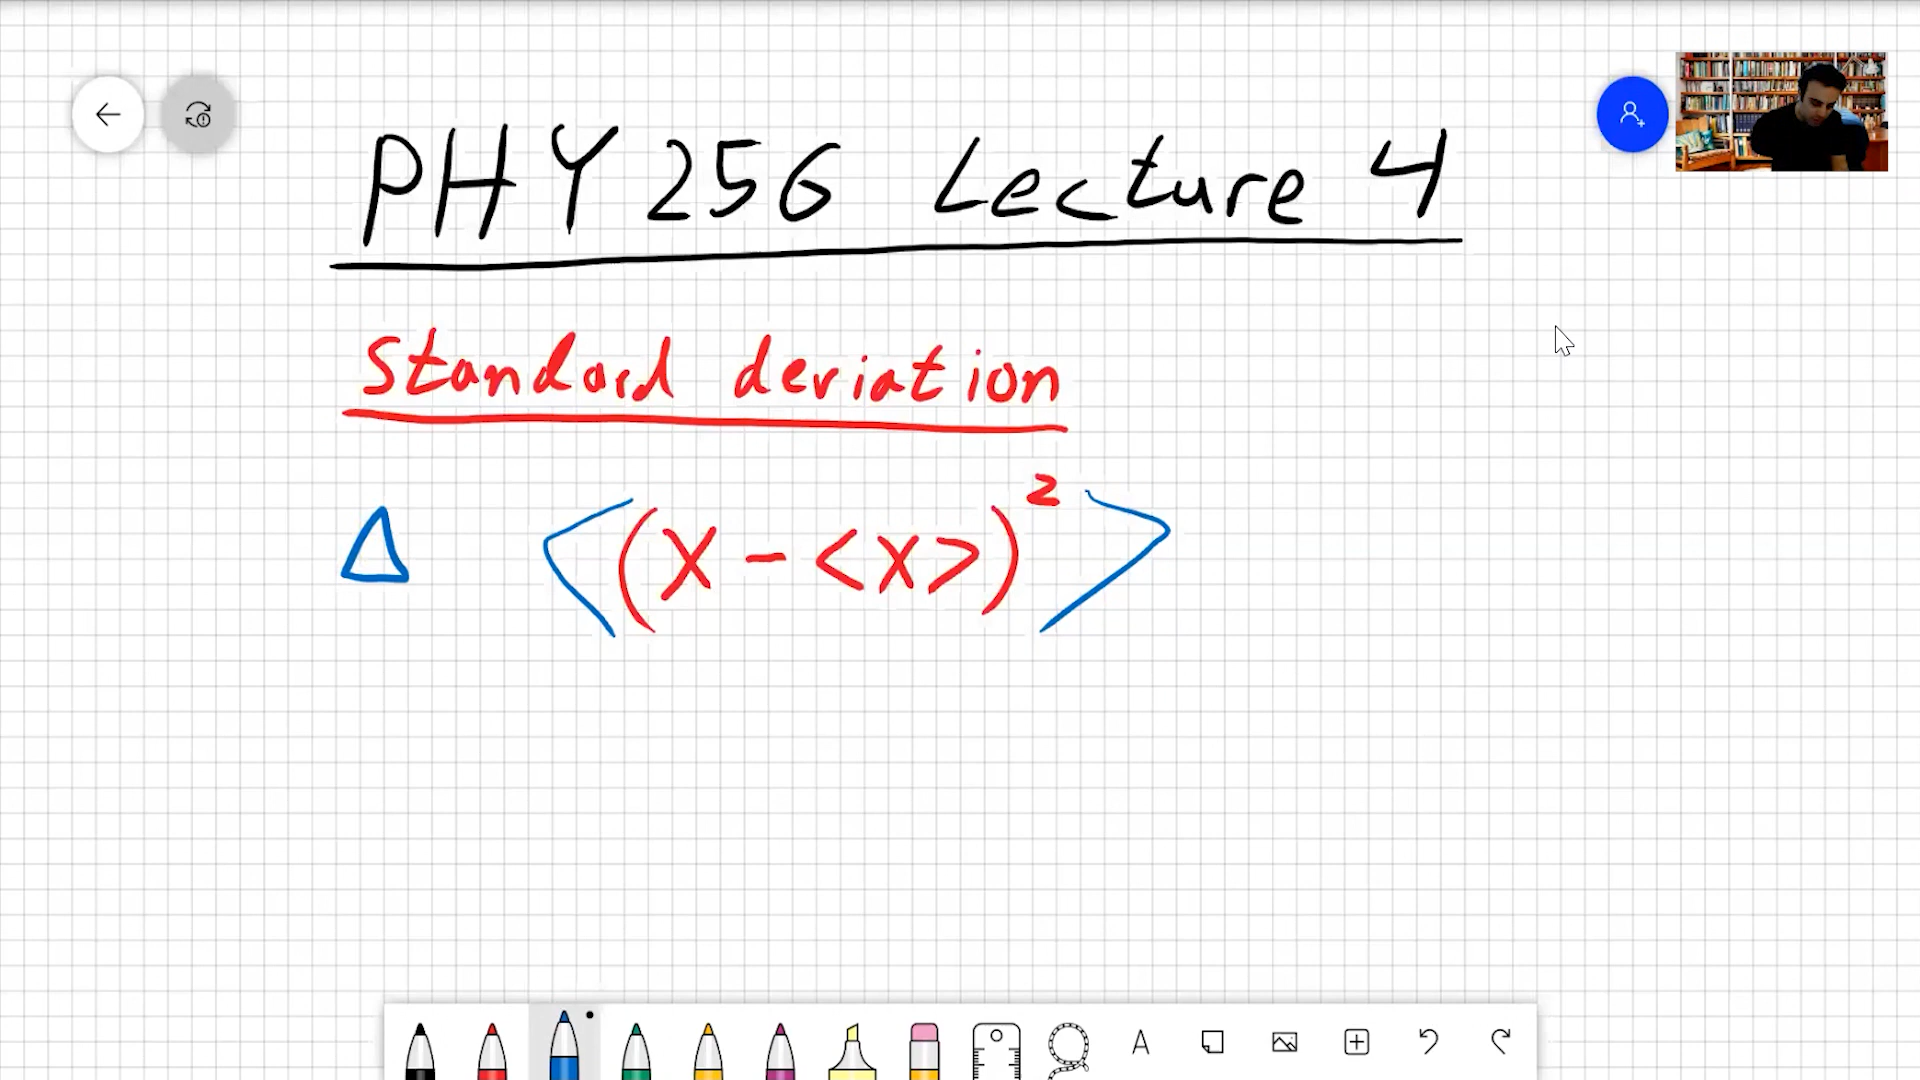 PHY 256 Lecture 4
Standard deviation
Δ ⟨(X - <X>)²⟩
A